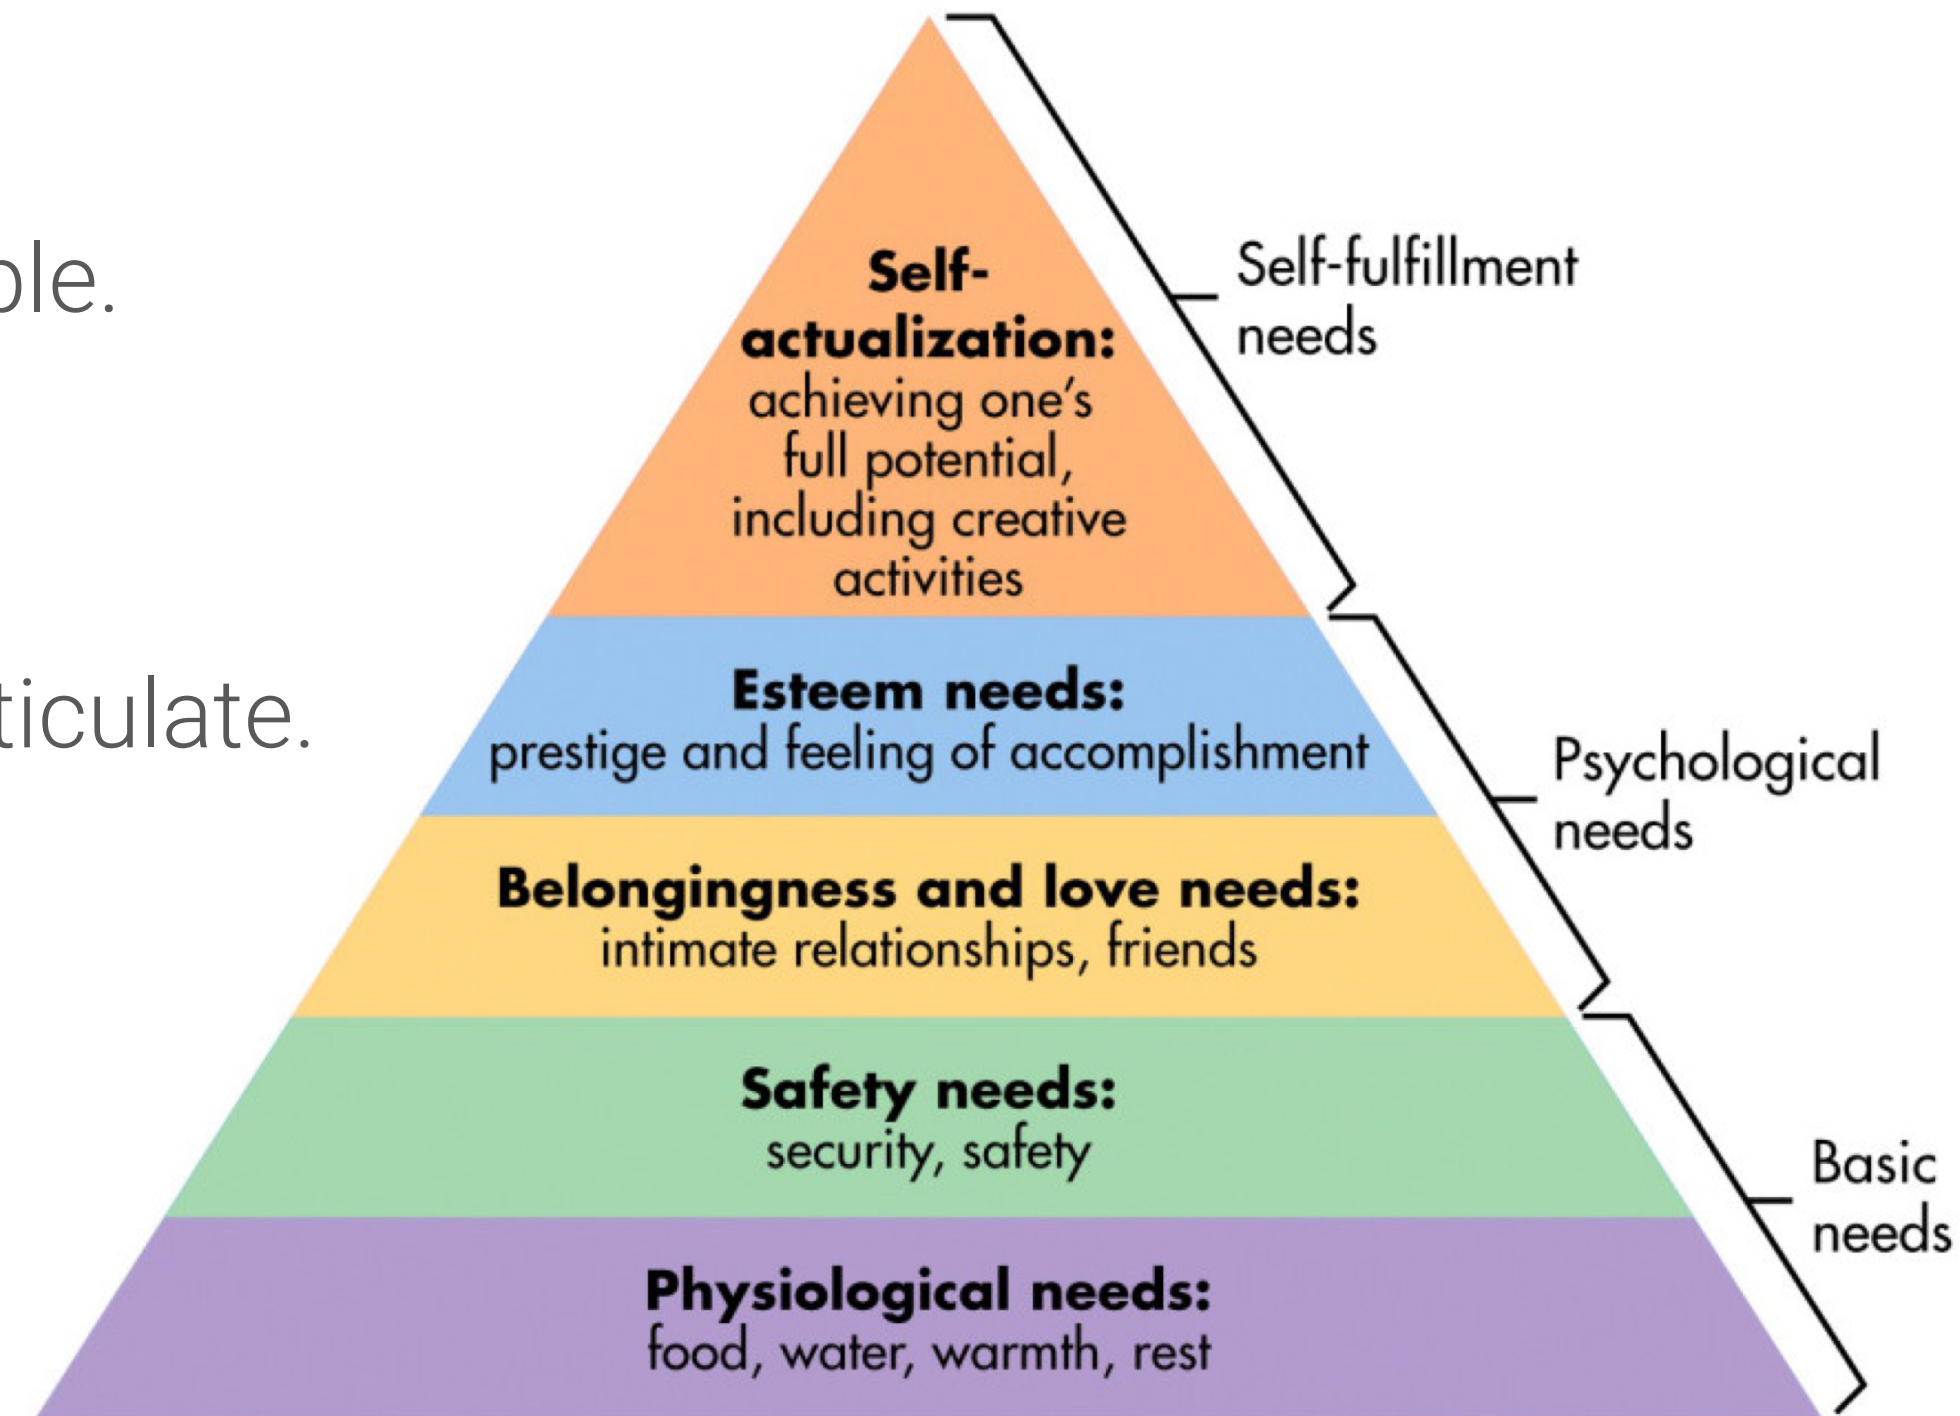 ple.
ticulate.
Self-
actualization:
achieving one's
full potential,
including creative
activities
Self-fulfillment
needs
Esteem needs:
prestige and feeling of accomplishment
Psychological
needs
Belongingness and love needs:
intimate relationships, friends
Safety needs:
security, safety
Basic
needs
Physiological needs:
food, water, warmth, rest